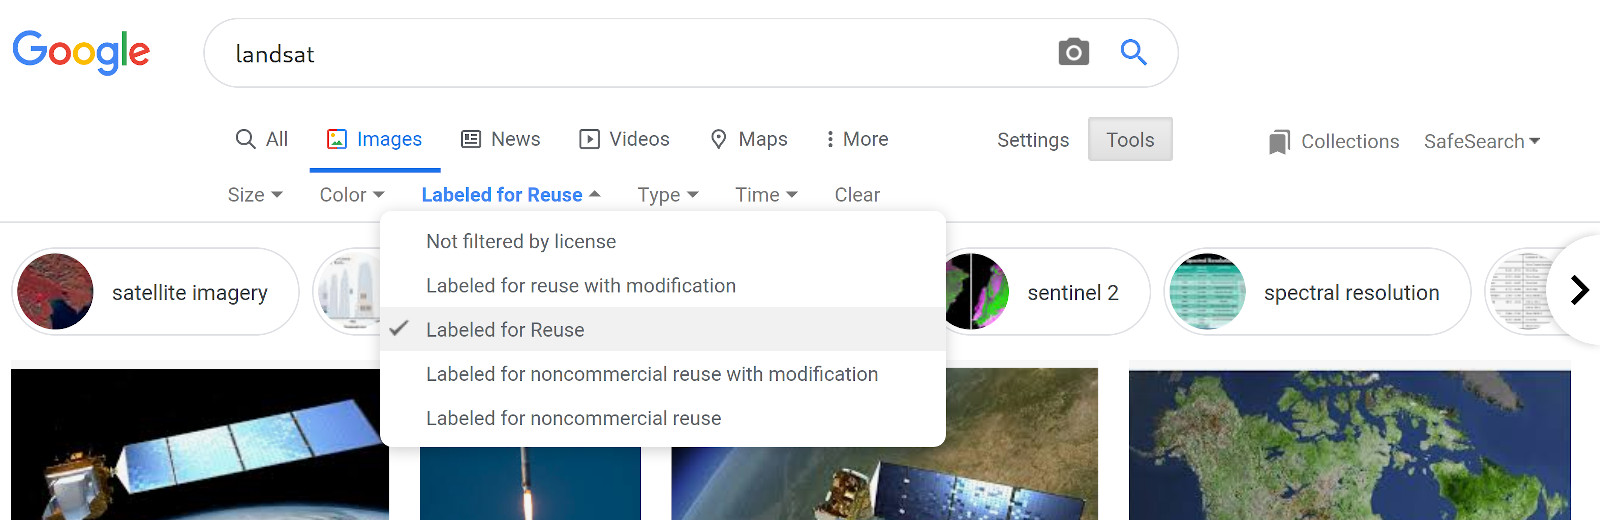 Google
landsat
All Images News Videos Maps More Settings Tools Collections SafeSearch
Size Color Labeled for Reuse Type Time Clear
Not filtered by license
Labeled for reuse with modification
Labeled for Reuse
Labeled for noncommercial reuse with modification
Labeled for noncommercial reuse
satellite imagery
sentinel 2
Spectral Resolution
spectral resolution